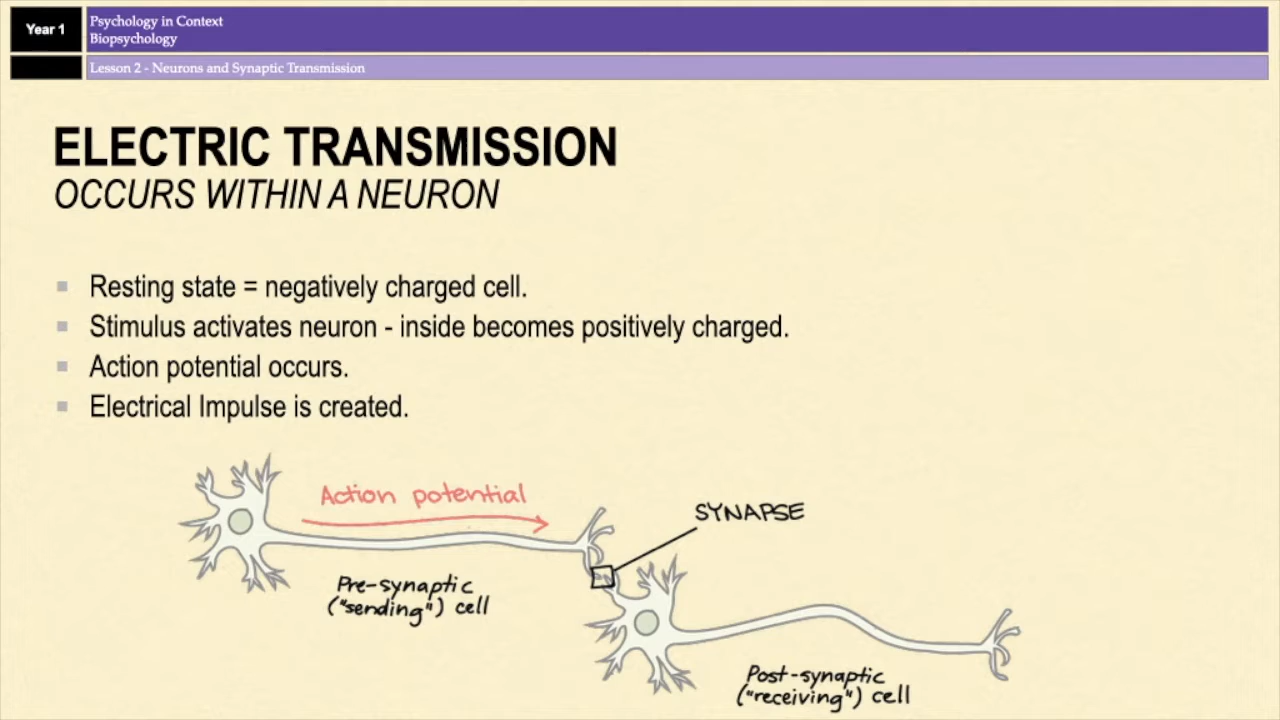 Year 1
Psychology in Context
Biopsychology
Lesson 2 - Neurons and Synaptic Transmission
ELECTRIC TRANSMISSION
OCCURS WITHIN A NEURON
Resting state = negatively charged cell.
Stimulus activates neuron - inside becomes positively charged.
Action potential occurs.
Electrical Impulse is created.
Action potential
SYNAPSE
Pre-synaptic
("sending") cell
Post-synaptic
("receiving") cell